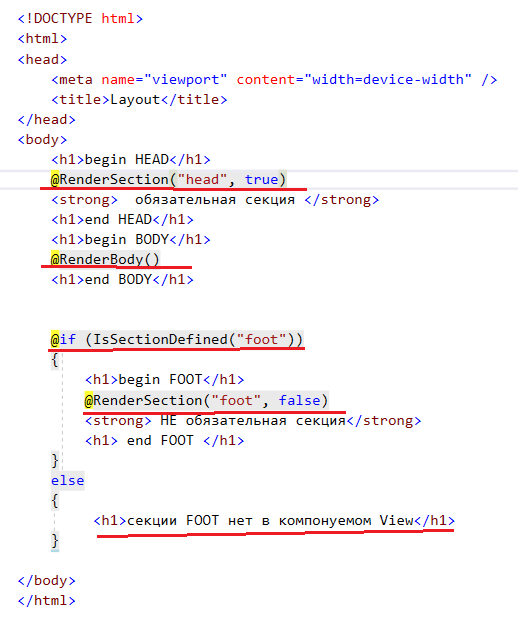 <!DOCTYPE html>
<html>
<head>
    <meta name="viewport" content="width=device-width" />
    <title>Layout</title>
</head>
<body>
    <h1>begin HEAD</h1>
    @RenderSection("head", true)
    <strong>  обязательная секция </strong>
    <h1>end HEAD</h1>
    <h1>begin BODY</h1>
    @RenderBody()
    <h1>end BODY</h1>
    @if (IsSectionDefined("foot"))
    {
        <h1>begin FOOT</h1>
        @RenderSection("foot", false)
        <strong> НЕ обязательная секция</strong>
        <h1> end FOOT </h1>
    }
    else
    {
         <h1>секции FOOT нет в компонуемом View</h1>
    }
</body>
</html>